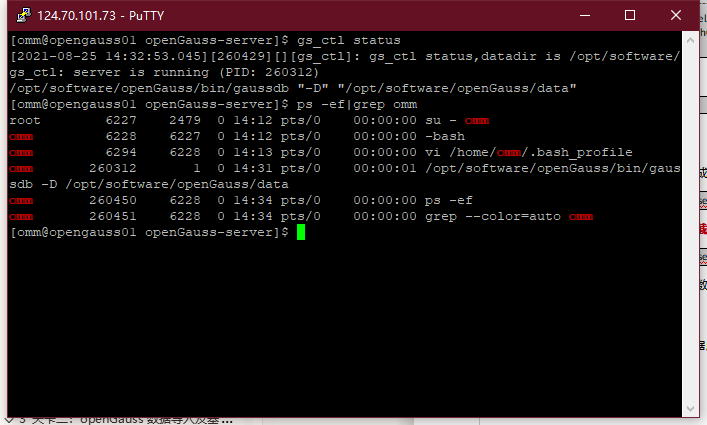 124.70.101.73 - PuTTY
[omm@opengauss01 openGauss-server]$ gs_ctl status
[2021-08-25 14:32:53.045][260429][][gs_ctl]: gs_ctl status,datadir is /opt/software/
gs_ctl: server is running (PID: 260312)
/opt/software/openGauss/bin/gaussdb "-D" "/opt/software/openGauss/data"
[omm@opengauss01 openGauss-server]$ ps -ef|grep omm
root 6227 2479 0 14:12 pts/0 00:00:00 su - omm
omm 6228 6227 0 14:12 pts/0 00:00:00 -bash
omm 6294 6228 0 14:13 pts/0 00:00:00 vi /home/omm/.bash_profile
omm 260312 1 0 14:31 pts/0 00:00:01 /opt/software/openGauss/bin/gaus
sdb -D /opt/software/openGauss/data
omm 260450 6228 0 14:34 pts/0 00:00:00 ps -ef
omm 260451 6228 0 14:34 pts/0 00:00:00 grep --color=auto omm
[omm@opengauss01 openGauss-server]$